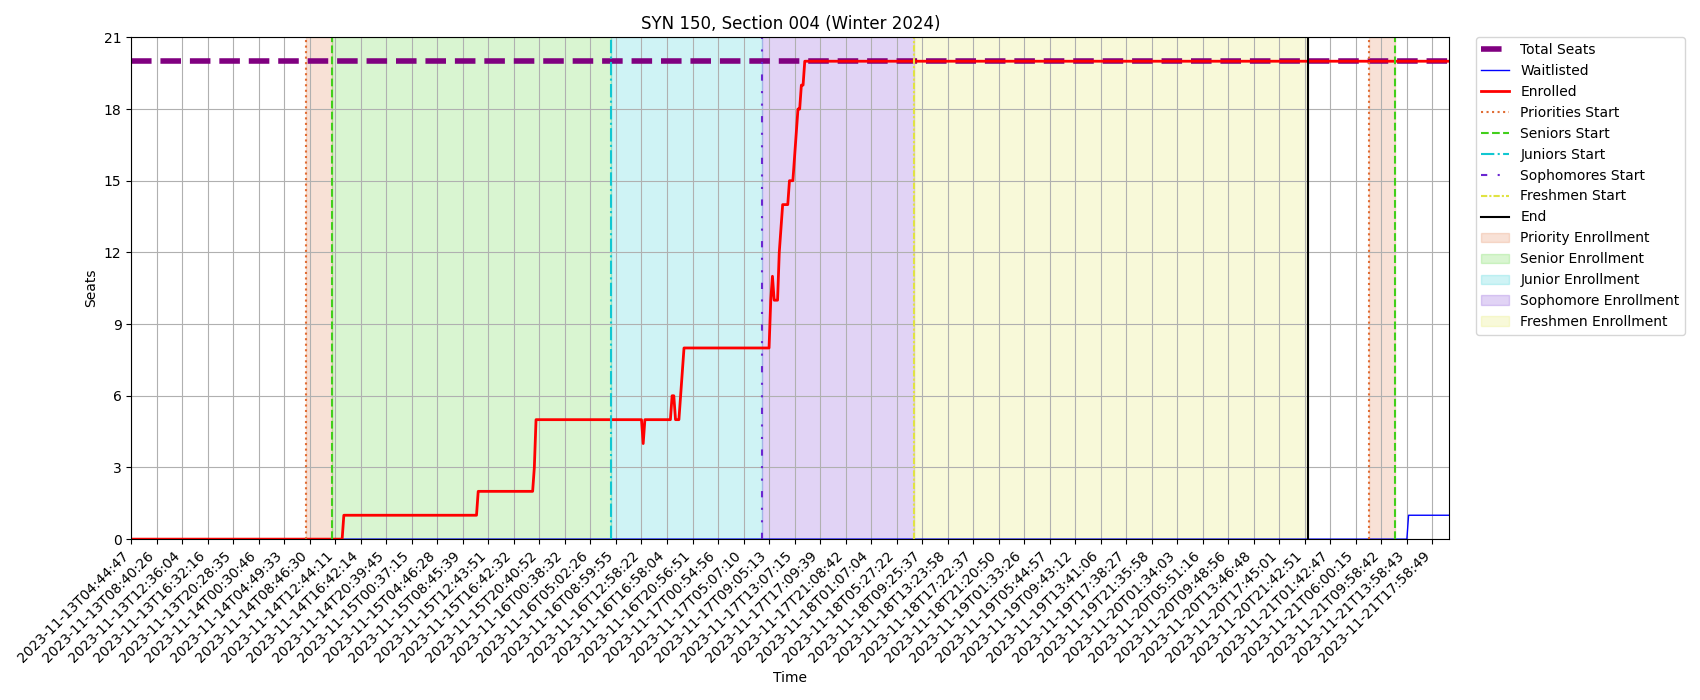 SYN 150, Section 004 (Winter 2024)
21
18
15
12
9
6
3
0
Seats
2023-11-13T04:44:47
2023-11-13T08:40:26
2023-11-13T12:36:04
2023-11-13T16:32:16
2023-11-13T20:28:35
2023-11-14T00:30:46
2023-11-14T04:49:33
2023-11-14T08:46:30
2023-11-14T12:44:11
2023-11-14T16:42:14
2023-11-14T20:39:45
2023-11-15T00:37:15
2023-11-15T04:46:28
2023-11-15T08:45:39
2023-11-15T12:43:51
2023-11-15T16:42:32
2023-11-15T20:40:52
2023-11-16T00:38:32
2023-11-16T05:02:26
2023-11-16T08:59:55
2023-11-16T12:58:22
2023-11-16T16:58:04
2023-11-16T20:56:51
2023-11-17T00:54:56
2023-11-17T05:07:10
2023-11-17T09:05:13
2023-11-17T13:07:15
2023-11-17T17:09:39
2023-11-17T21:08:42
2023-11-18T01:07:04
2023-11-18T05:27:22
2023-11-18T09:25:37
2023-11-18T13:23:58
2023-11-18T17:22:37
2023-11-18T21:20:50
2023-11-19T01:33:26
2023-11-19T05:44:57
2023-11-19T09:43:12
2023-11-19T13:41:06
2023-11-19T17:38:27
2023-11-19T21:35:58
2023-11-20T01:34:03
2023-11-20T05:51:16
2023-11-20T09:48:56
2023-11-20T13:46:48
2023-11-20T17:45:01
2023-11-20T21:42:51
2023-11-21T01:42:47
2023-11-21T06:00:15
2023-11-21T09:58:42
2023-11-21T13:58:43
2023-11-21T17:58:49
Time
Total Seats
Waitlisted
Enrolled
Priorities Start
Seniors Start
Juniors Start
Sophomores Start
Freshmen Start
End
Priority Enrollment
Senior Enrollment
Junior Enrollment
Sophomore Enrollment
Freshmen Enrollment